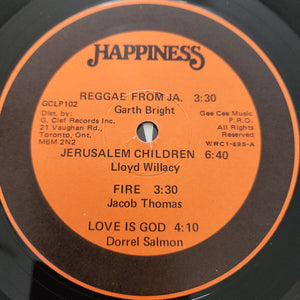 HAPPINESS
REGGAE FROM JA. 3:30
Garth Bright
GCLP102
Dist. by:
G. Clef Records Inc.
21 Vaughan Rd.,
Toronto, Ont.
M6M 2N2
Gee Cee Music
P.R.O.
All Rights
Reserved
WRC1-695-A
JERUSALEM CHILDREN 6:40
Lloyd Willacy
FIRE 3:30
Jacob Thomas
LOVE IS GOD 4:10
Dorrel Salmon